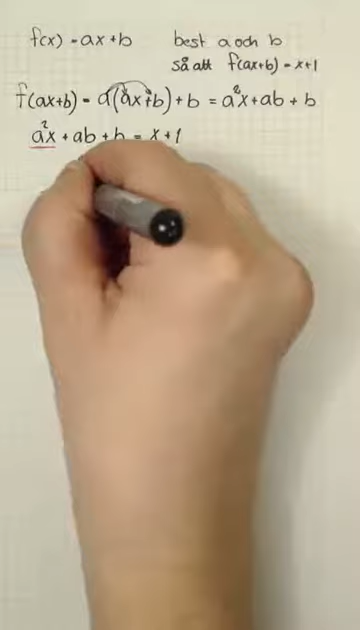 f(x) = ax + b best a och b
så att f(ax+b) = x+1
f(ax+b) = a(ax+b) + b = a²x + ab + b
a²x + ab + b = x + 1